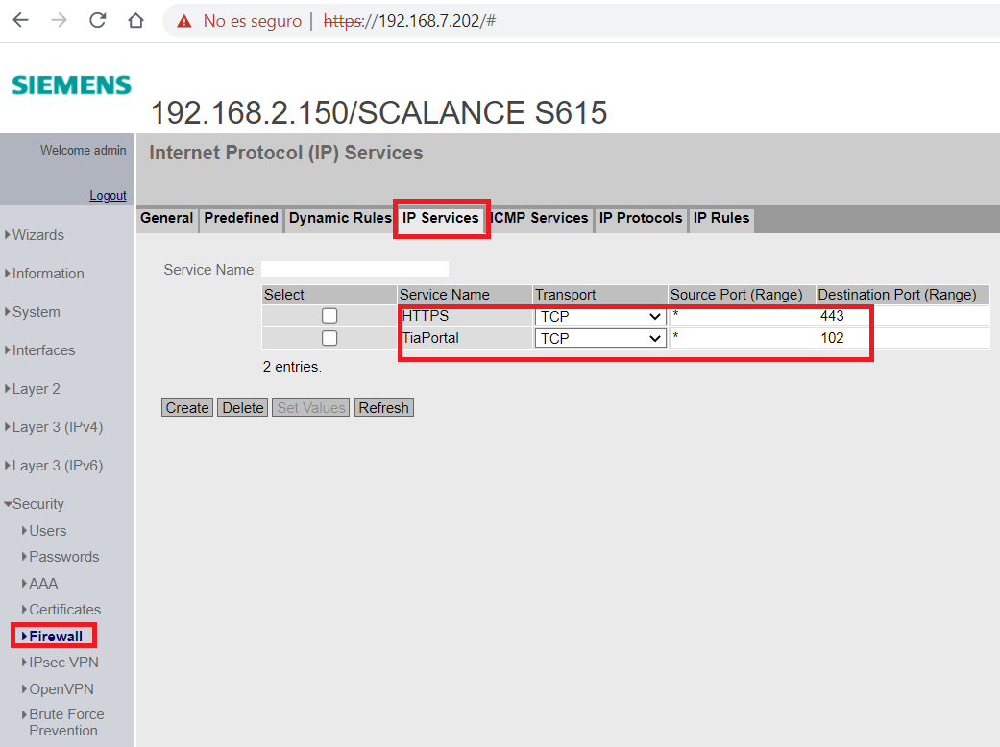 No es seguro | https://192.168.7.202/#
SIEMENS
192.168.2.150/SCALANCE S615
Welcome admin
Logout
Internet Protocol (IP) Services
General Predefined Dynamic Rules IP Services ICMP Services IP Protocols IP Rules
Wizards
Information
System
Interfaces
Layer 2
Layer 3 (IPv4)
Layer 3 (IPv6)
Security
Users
Passwords
AAA
Certificates
Firewall
IPsec VPN
OpenVPN
Brute Force
Prevention
Service Name:
Select Service Name Transport Source Port (Range) Destination Port (Range)
HTTPS TCP * 443
TiaPortal TCP * 102
2 entries.
Create Delete Set Values Refresh